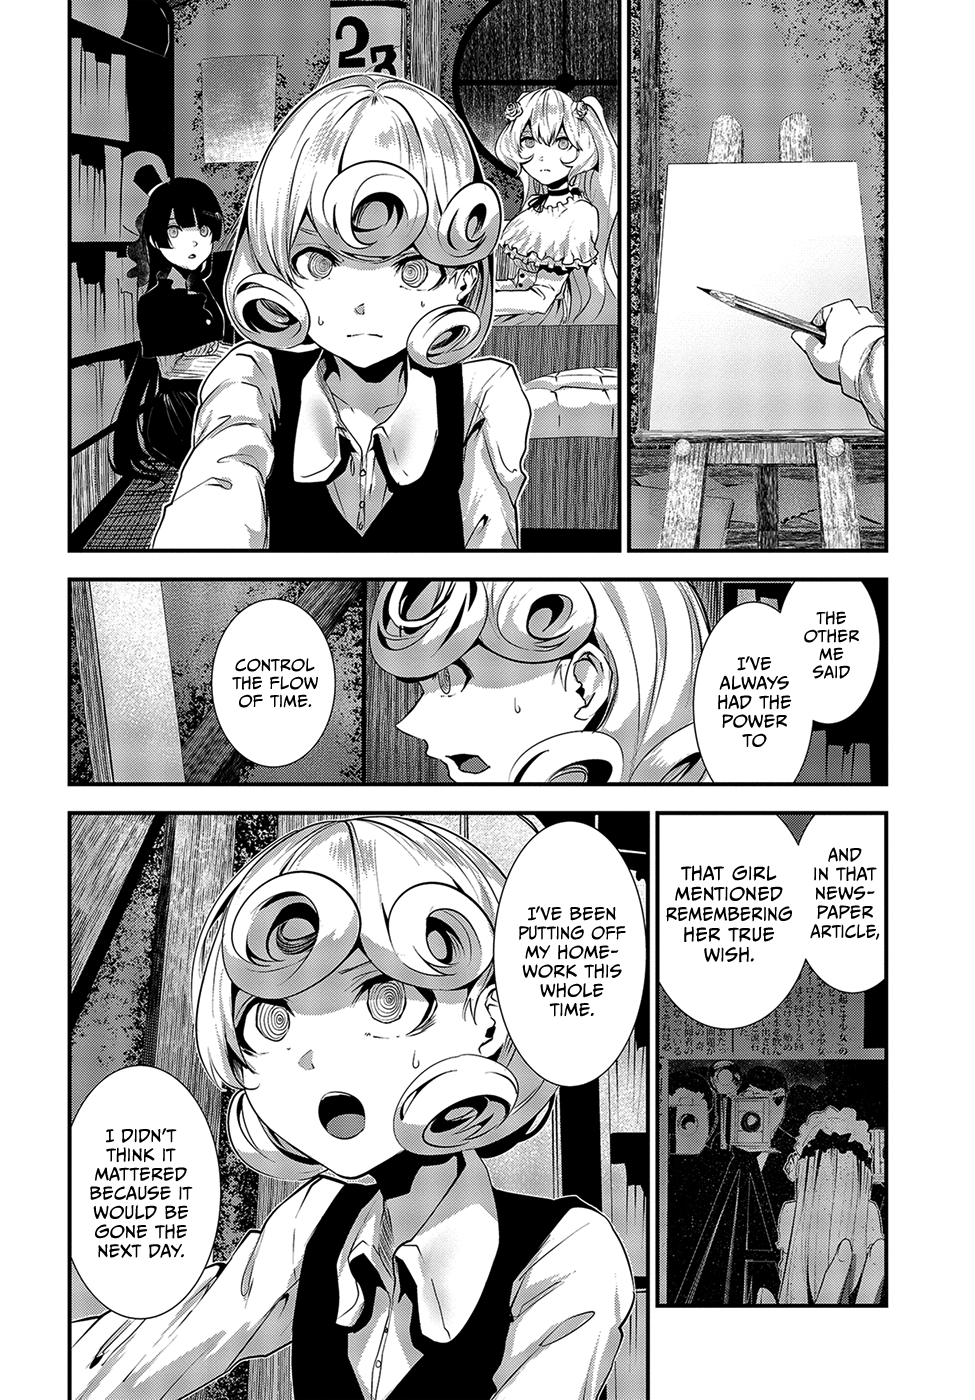 23
THE
OTHER
ME
SAID
I'VE
ALWAYS
HAD THE
POWER
TO
CONTROL
THE FLOW
OF TIME.
AND
IN THAT
NEWS-
PAPER
ARTICLE,
THAT GIRL
MENTIONED
REMEMBERING
HER TRUE
WISH.
I'VE BEEN
PUTTING OFF
MY HOME-
WORK THIS
WHOLE
TIME.
I DIDN'T
THINK IT
MATTERED
BECAUSE IT
WOULD BE
GONE THE
NEXT DAY.